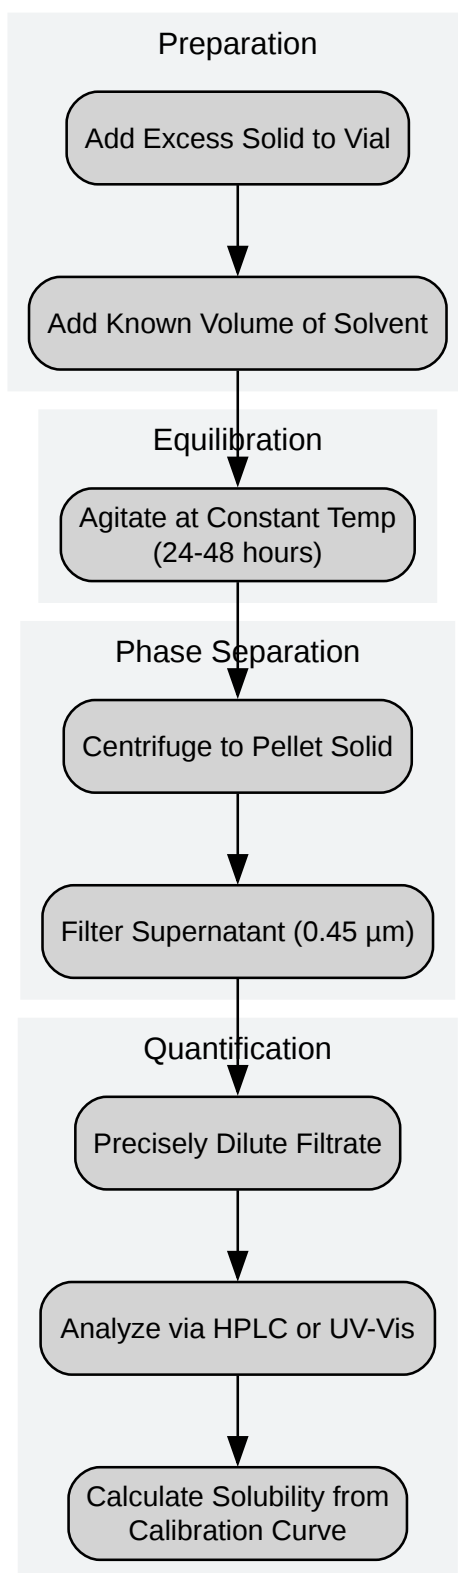 Preparation
Add Excess Solid to Vial
Add Known Volume of Solvent
Equilibration
Agitate at Constant Temp
(24-48 hours)
Phase Separation
Centrifuge to Pellet Solid
Filter Supernatant (0.45 µm)
Quantification
Precisely Dilute Filtrate
Analyze via HPLC or UV-Vis
Calculate Solubility from
Calibration Curve